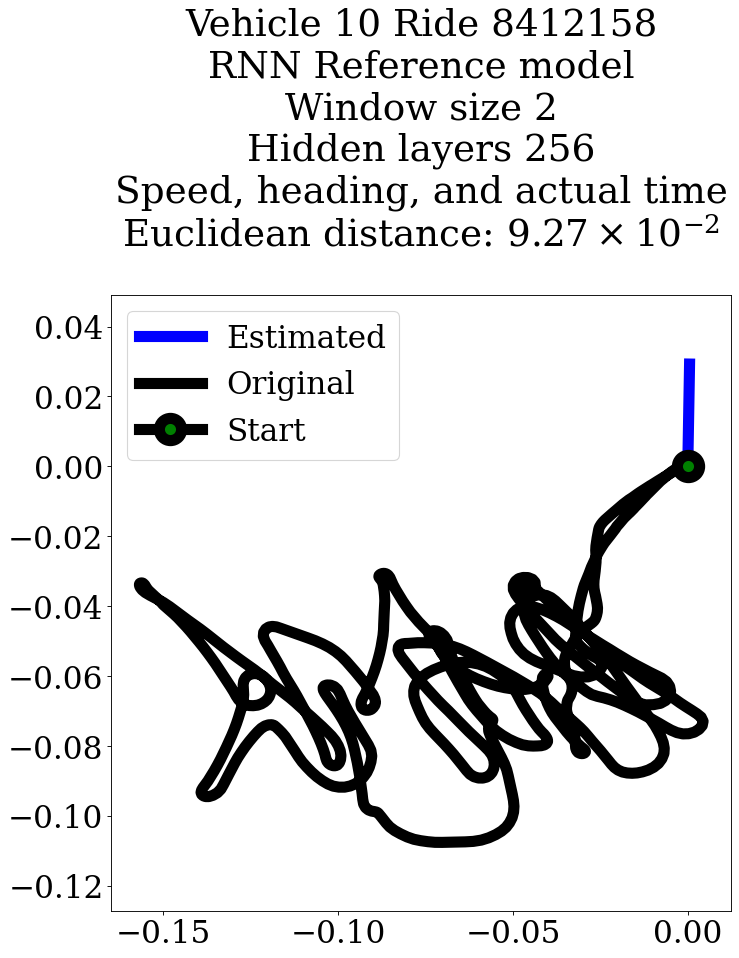 Vehicle 10 Ride 8412158
RNN Reference model
Window size 2
Hidden layers 256
Speed, heading, and actual time
Euclidean distance: 9.27 × 10⁻²
Estimated
Original
Start
0.04
0.02
0.00
−0.02
−0.04
−0.06
−0.08
−0.10
−0.12
−0.15 −0.10 −0.05 0.00